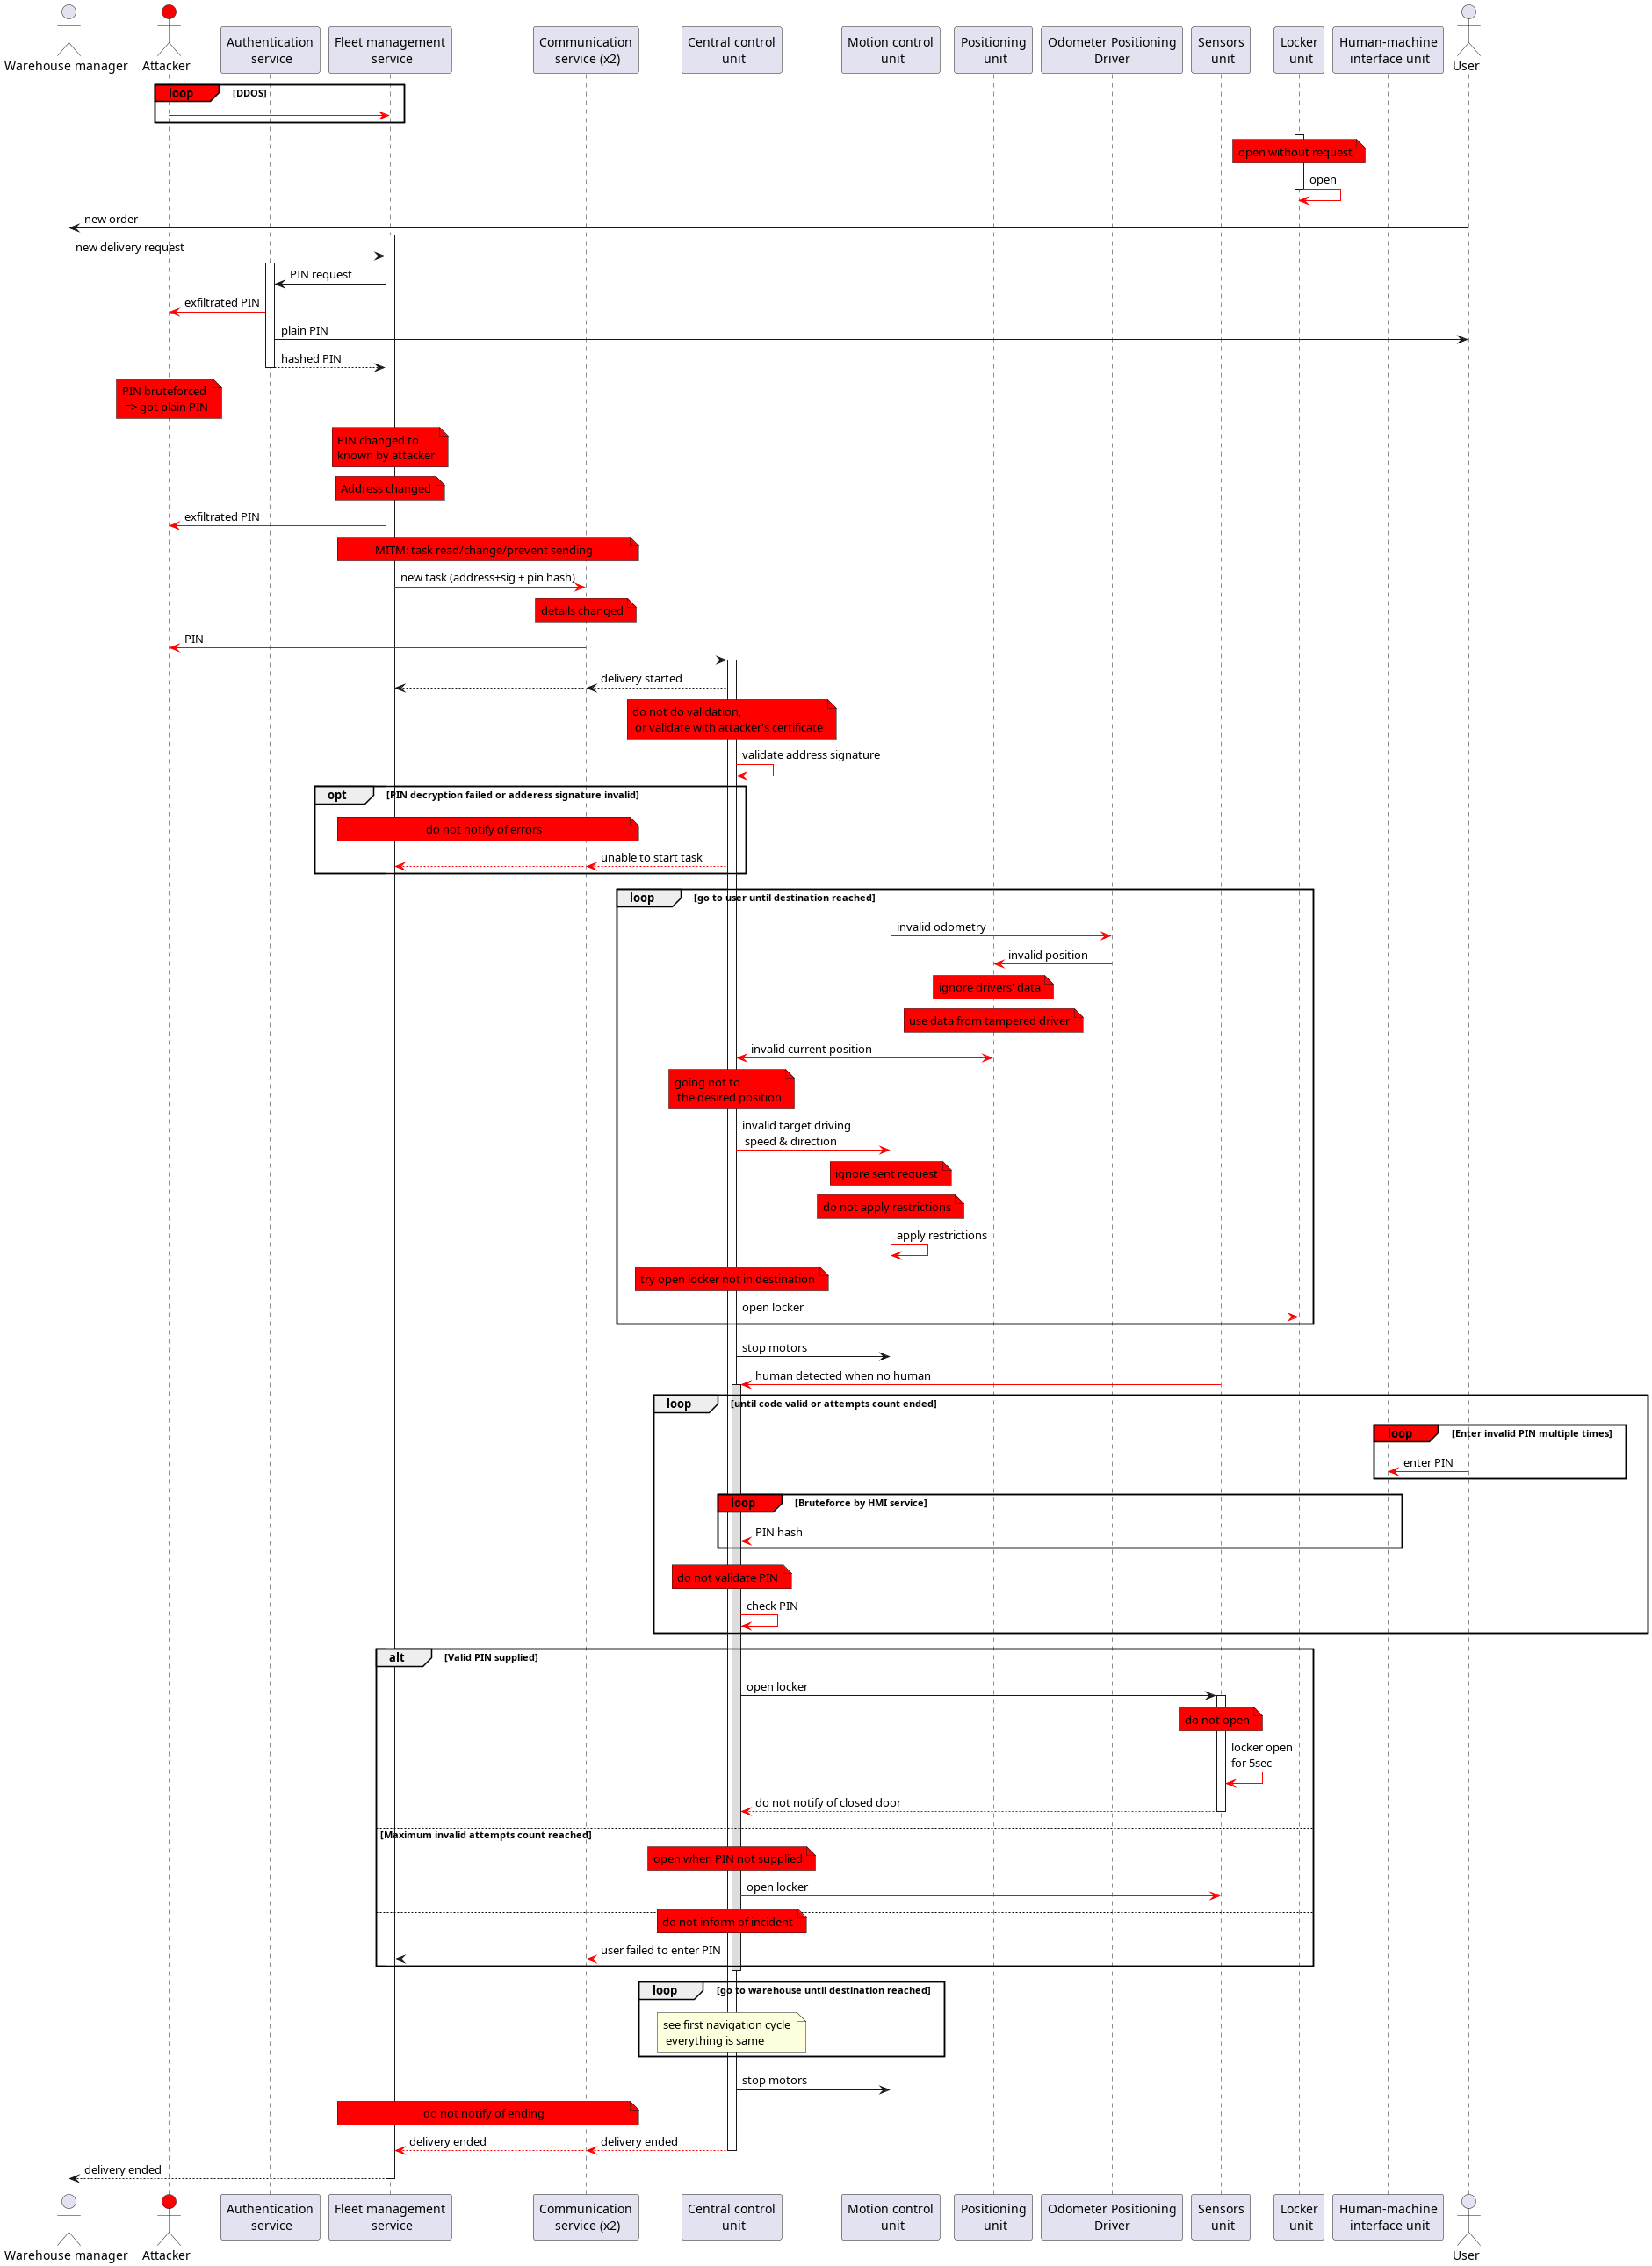 Warehouse manager
Attacker
Authentication
service
Fleet management
service
Communication
service (x2)
Central control
unit
Motion control
unit
Positioning
unit
Odometer Positioning
Driver
Sensors
unit
Locker
unit
Human-machine
interface unit
User
loop [DDOS]
open without request
open
new order
new delivery request
PIN request
exfiltrated PIN
plain PIN
hashed PIN
PIN bruteforced
=> got plain PIN
PIN changed to
known by attacker
Address changed
exfiltrated PIN
MITM: task read/change/prevent sending
new task (address+sig + pin hash)
details changed
PIN
delivery started
do not do validation,
or validate with attacker's certificate
validate address signature
opt [PIN decryption failed or adderess signature invalid]
do not notify of errors
unable to start task
loop [go to user until destination reached]
invalid odometry
invalid position
ignore drivers' data
use data from tampered driver
invalid current position
going not to
the desired position
invalid target driving
speed & direction
ignore sent request
do not apply restrictions
apply restrictions
try open locker not in destination
open locker
stop motors
human detected when no human
loop [until code valid or attempts count ended]
loop [Enter invalid PIN multiple times]
enter PIN
loop [Bruteforce by HMI service]
PIN hash
do not validate PIN
check PIN
alt [Valid PIN supplied]
open locker
do not open
locker open
for 5sec
do not notify of closed door
[Maximum invalid attempts count reached]
open when PIN not supplied
open locker
do not inform of incident
user failed to enter PIN
loop [go to warehouse until destination reached]
see first navigation cycle
everything is same
stop motors
do not notify of ending
delivery ended delivery ended
delivery ended
Warehouse manager
Attacker
Authentication
service
Fleet management
service
Communication
service (x2)
Central control
unit
Motion control
unit
Positioning
unit
Odometer Positioning
Driver
Sensors
unit
Locker
unit
Human-machine
interface unit
User